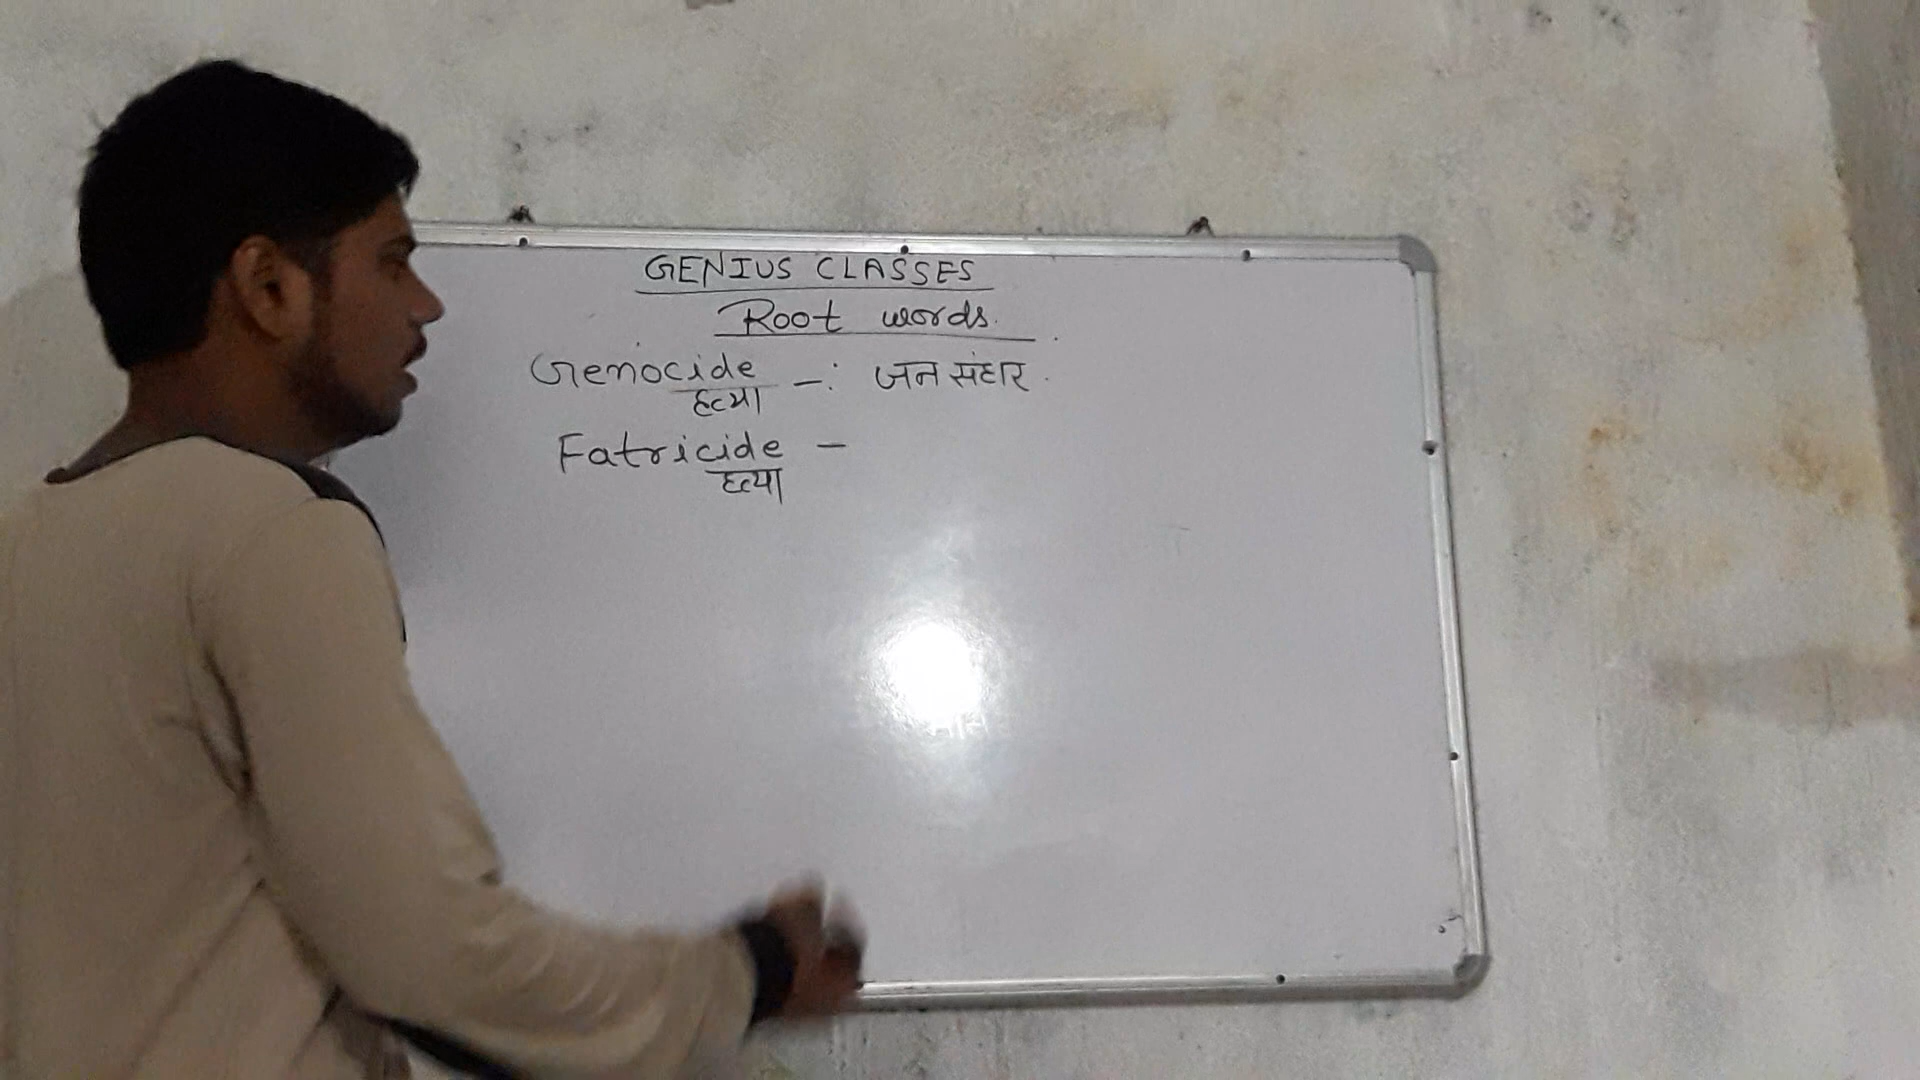 GENIUS CLASSES
Root words.
Genocide -: जन संहार.
हत्या
Fatricide -
हत्या